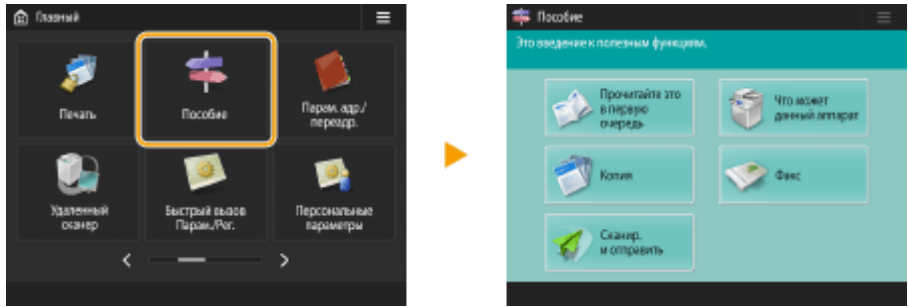 Главный
Печать
Пособие
Парам. адр./
переадр.
Удаленный
сканер
Быстрый вызов
Парам./Рег.
Персональные
параметры
Пособие
Это введение к полезным функциям.
Прочитайте это
в первую
очередь
Что может
данный аппарат
Копия
Факс
Сканир.
и отправить